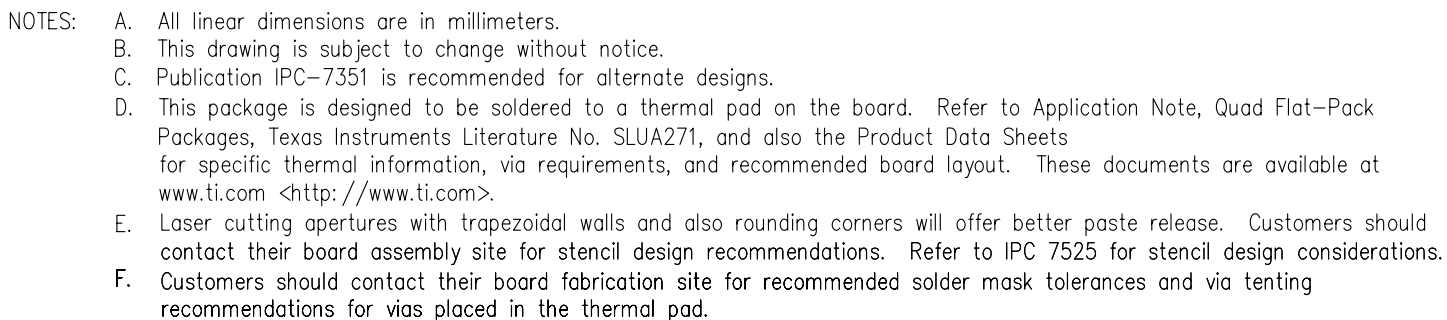 NOTES: A. All linear dimensions are in millimeters.
B. This drawing is subject to change without notice.
C. Publication IPC-7351 is recommended for alternate designs.
D. This package is designed to be soldered to a thermal pad on the board. Refer to Application Note, Quad Flat-Pack
Packages, Texas Instruments Literature No. SLUA271, and also the Product Data Sheets
for specific thermal information, via requirements, and recommended board layout. These documents are available at
www.ti.com <http://www.ti.com>.
E. Laser cutting apertures with trapezoidal walls and also rounding corners will offer better paste release. Customers should
contact their board assembly site for stencil design recommendations. Refer to IPC 7525 for stencil design considerations.
F. Customers should contact their board fabrication site for recommended solder mask tolerances and via tenting
recommendations for vias placed in the thermal pad.